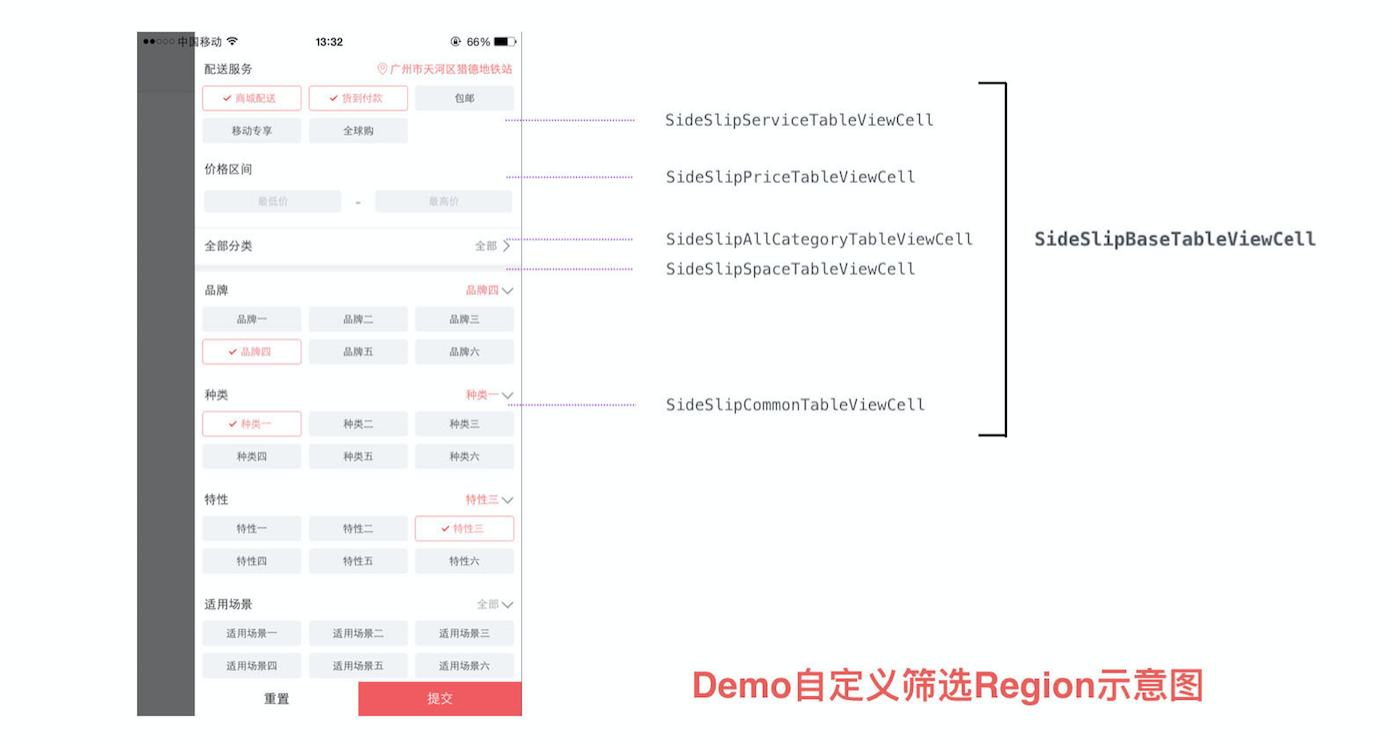 中国移动 13:32 66%
配送服务 广州市天河区猎德地铁站
商城配送 货到付款 包邮
移动专享 全球购
价格区间
最低价 - 最高价
全部分类 全部
品牌 品牌四
品牌一 品牌二 品牌三
品牌四 品牌五 品牌六
种类 种类一
种类一 种类二 种类三
种类四 种类五 种类六
特性 特性三
特性一 特性二 特性三
特性四 特性五 特性六
适用场景 全部
适用场景一 适用场景二 适用场景三
适用场景四 适用场景五 适用场景六
重置 提交
SideSlipServiceTableViewCell
SideSlipPriceTableViewCell
SideSlipAllCategoryTableViewCell
SideSlipSpaceTableViewCell
SideSlipCommonTableViewCell
SideSlipBaseTableViewCell
Demo自定义筛选Region示意图